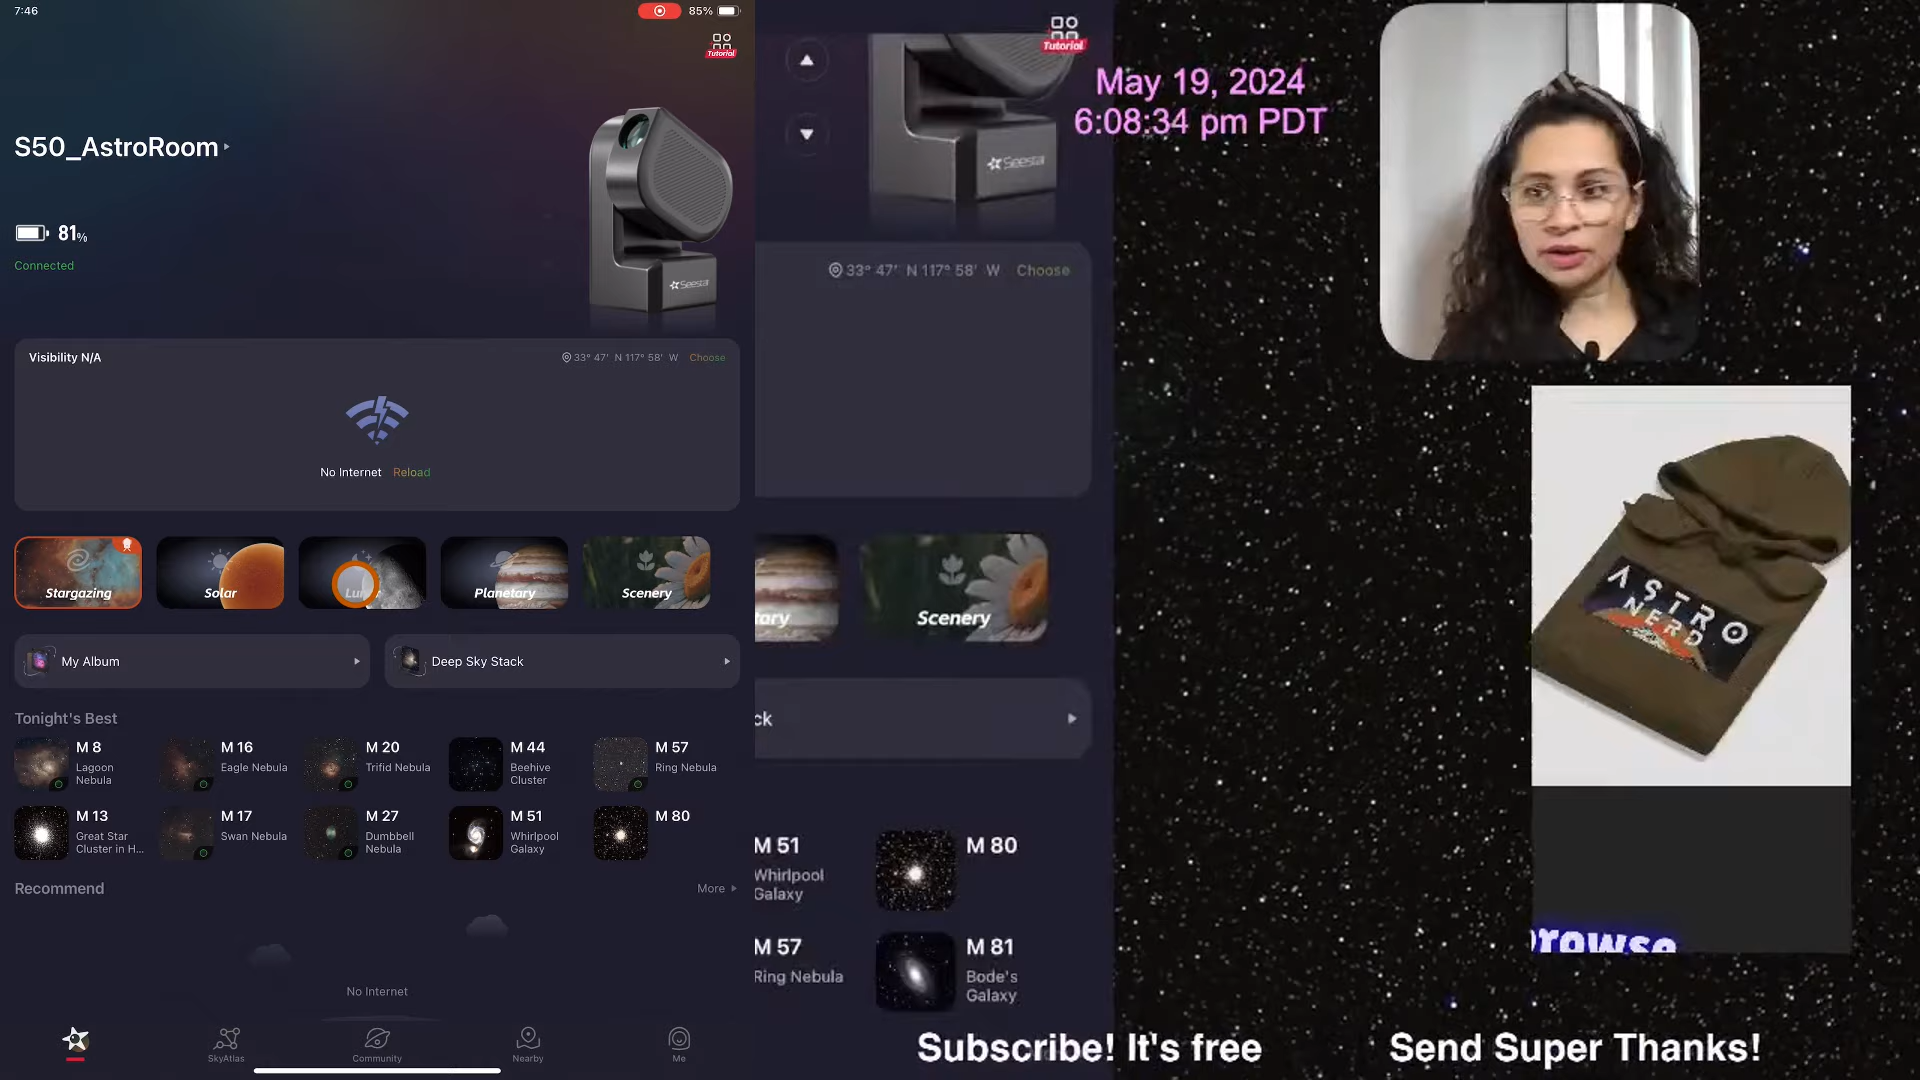 7:46
85%
Tutorial
S50_AstroRoom
81%
Connected
Seestar
Visibility N/A
33° 47' N 117° 58' W Choose
No Internet Reload
Stargazing
Solar
Planetary
Scenery
My Album
Deep Sky Stack
Tonight's Best
M 8
Lagoon
Nebula
M 16
Eagle Nebula
M 20
Trifid Nebula
M 44
Beehive
Cluster
M 57
Ring Nebula
M 13
Great Star
Cluster in H...
M 17
Swan Nebula
M 27
Dumbbell
Nebula
M 51
Whirlpool
Galaxy
M 80
Recommend
More
No Internet
SkyAtlas
Community
Nearby
Me
Tutorial
Seestar
33° 47' N 117° 58' W Choose
tary
Scenery
ck
M 51
Whirlpool
Galaxy
M 80
M 57
Ring Nebula
M 81
Bode's
Galaxy
May 19, 2024
6:08:34 pm PDT
ASTRO
NERD
Subscribe! It's free
Send Super Thanks!